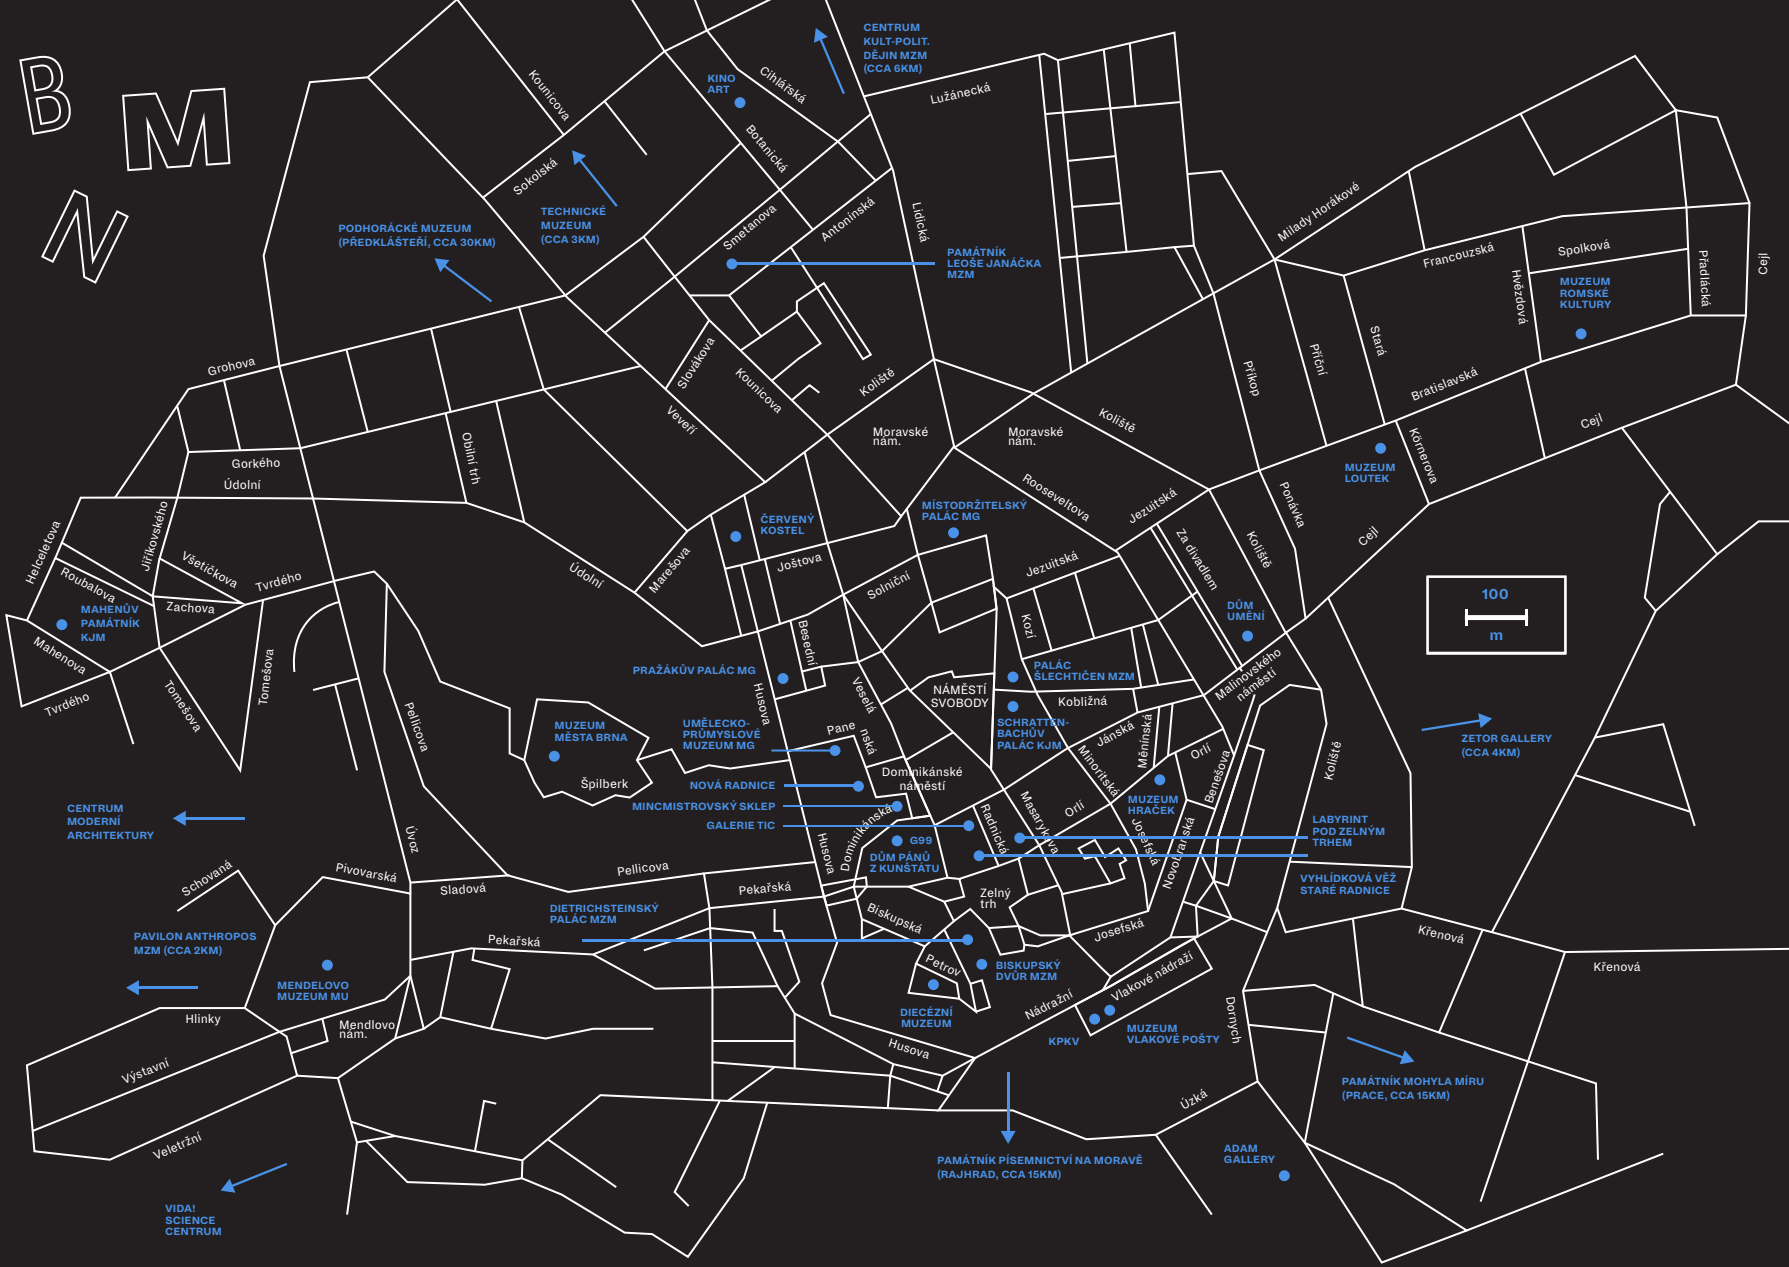 B
M
N
CENTRUM
KULT-POLIT.
DĚJIN MZM
(CCA 6KM)
KINO
ART
Cihlářská
Kounicova
Lužánecká
Botanická
Sokolská
TECHNICKÉ
MUZEUM
(CCA 3KM)
PODHORÁCKÉ MUZEUM
(PŘEDKLÁŠTEŘÍ, CCA 30KM)
Smetanova
Antonínská
Lidická
PAMÁTNÍK
LEOŠE JANÁČKA
MZM
Milady Horákové
Francouzská
Spolková
Hvězdová
Přadlácká
Cejl
MUZEUM
ROMSKÉ
KULTURY
Grohova
Slovákova
Kounicova
Koliště
Veveří
Příkop
Příční
Stará
Bratislavská
Koliště
Cejl
Körnerova
Moravské
nám.
Moravské
nám.
MUZEUM
LOUTEK
Gorkého
Údolní
Obilní trh
Rooseveltova
Jezuitská
Ponávka
Cejl
MÍSTODRŽITELSKÝ
PALÁC MG
ČERVENÝ
KOSTEL
Helceletova
Jiříkovského
Všetičkova
Tvrdého
Roubalova
Zachova
MAHENŮV
PAMÁTNÍK
KJM
Mahenova
Tvrdého
Tomešova
Tomešova
Údolní
Marešova
Joštova
Solniční
Jezuitská
Za divadlem
Koliště
DŮM
UMĚNÍ
100
m
Kozí
Besední
PRAŽÁKŮV PALÁC MG
PALÁC
ŠLECHTIČEN MZM
Malinovského
náměstí
Husova
Veselá
NÁMĚSTÍ
SVOBODY
Kobližná
SCHRATTEN-
BACHŮV
PALÁC KJM
Pellicova
MUZEUM
MĚSTA BRNA
Špilberk
UMĚLECKO-
PRŮMYSLOVÉ
MUZEUM MG
Panenská
Jánská
Měnínská
Minoritská
Orlí
Benešova
Koliště
ZETOR GALLERY
(CCA 4KM)
NOVÁ RADNICE
Dominikánské
náměstí
MINCMISTROVSKÝ SKLEP
GALERIE TIC
MUZEUM
HRAČEK
CENTRUM
MODERNÍ
ARCHITEKTURY
Úvoz
Husova
Dominikánská
G99
DŮM PÁNŮ
Z KUNŠTÁTU
Radnická
Masarykova
Orlí
Josefská
Novobranská
LABYRINT
POD ZELNÝM
TRHEM
VYHLÍDKOVÁ VĚŽ
STARÉ RADNICE
Schovaná
Pivovarská
Sladová
Pellicova
Pekařská
Zelný
trh
DIETRICHSTEINSKÝ
PALÁC MZM
Biskupská
Josefská
Křenová
Křenová
PAVILON ANTHROPOS
MZM (CCA 2KM)
Pekařská
Petrov
BISKUPSKÝ
DVŮR MZM
Vlakové nádraží
MENDELOVO
MUZEUM MU
DIECÉZNÍ
MUZEUM
Nádražní
Dornych
Hlinky
Mendlovo
nám.
KPKV
MUZEUM
VLAKOVÉ POŠTY
Husova
Výstavní
PAMÁTNÍK MOHYLA MÍRU
(PRACE, CCA 15KM)
Úzká
Veletržní
PAMÁTNÍK PÍSEMNICTVÍ NA MORAVĚ
(RAJHRAD, CCA 15KM)
ADAM
GALLERY
VIDA!
SCIENCE
CENTRUM